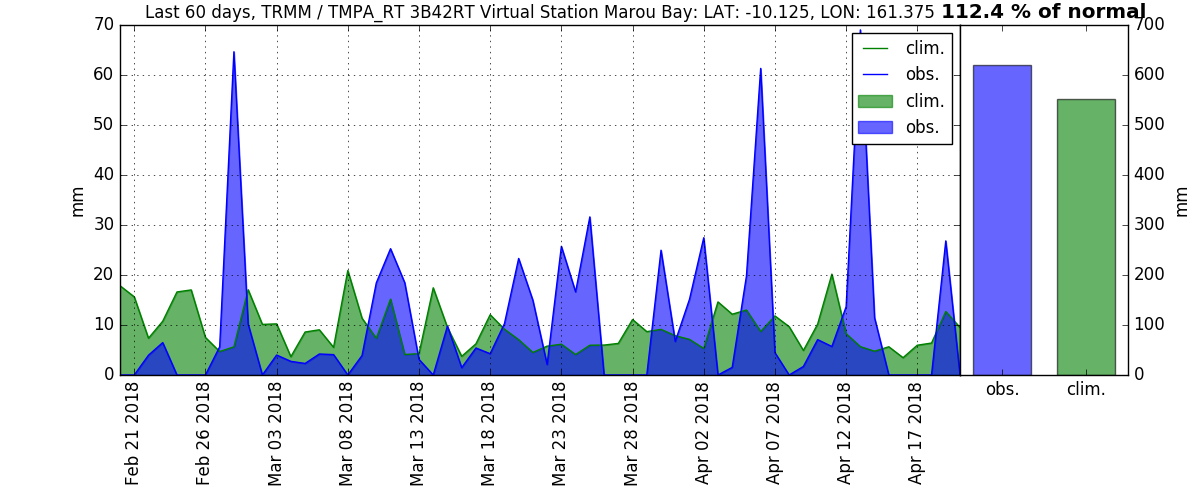 Last 60 days, TRMM / TMPA_RT 3B42RT Virtual Station Marou Bay: LAT: -10.125, LON: 161.375 112.4 % of normal
70
60
50
40
30
20
10
0
mm
clim.
obs.
clim.
obs.
Feb 21 2018
Feb 26 2018
Mar 03 2018
Mar 08 2018
Mar 13 2018
Mar 18 2018
Mar 23 2018
Mar 28 2018
Apr 02 2018
Apr 07 2018
Apr 12 2018
Apr 17 2018
700
600
500
400
300
200
100
0
mm
obs. clim.